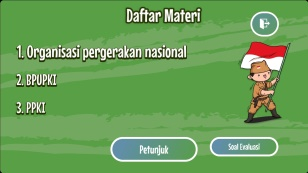 Daftar Materi
1. Organisasi pergerakan nasional
2. BPUPKI
3. PPKI
Petunjuk
Soal Evaluasi